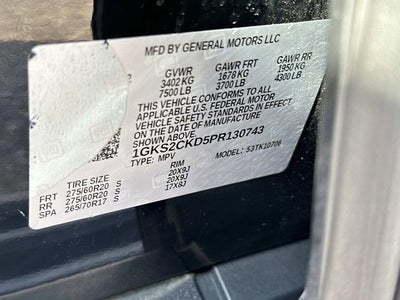 MFD BY GENERAL MOTORS LLC
GVWR GAWR FRT GAWR RR
3402 KG 1678 KG 1950 KG
7500 LB 3700 LB 4300 LB
THIS VEHICLE CONFORMS TO ALL
APPLICABLE U.S. FEDERAL MOTOR
VEHICLE SAFETY STANDARDS IN EFFECT
ON THE DATE OF MANUFACTURE
SHOWN ABOVE.
1GKS2CKD5PR130743
TYPE: MPV MODEL: 53TK10706
TIRE SIZE RIM
FRT 275/60R20 S 20X9J
RR 275/60R20 S 20X9J
SPA 265/70R17 S 17X8J